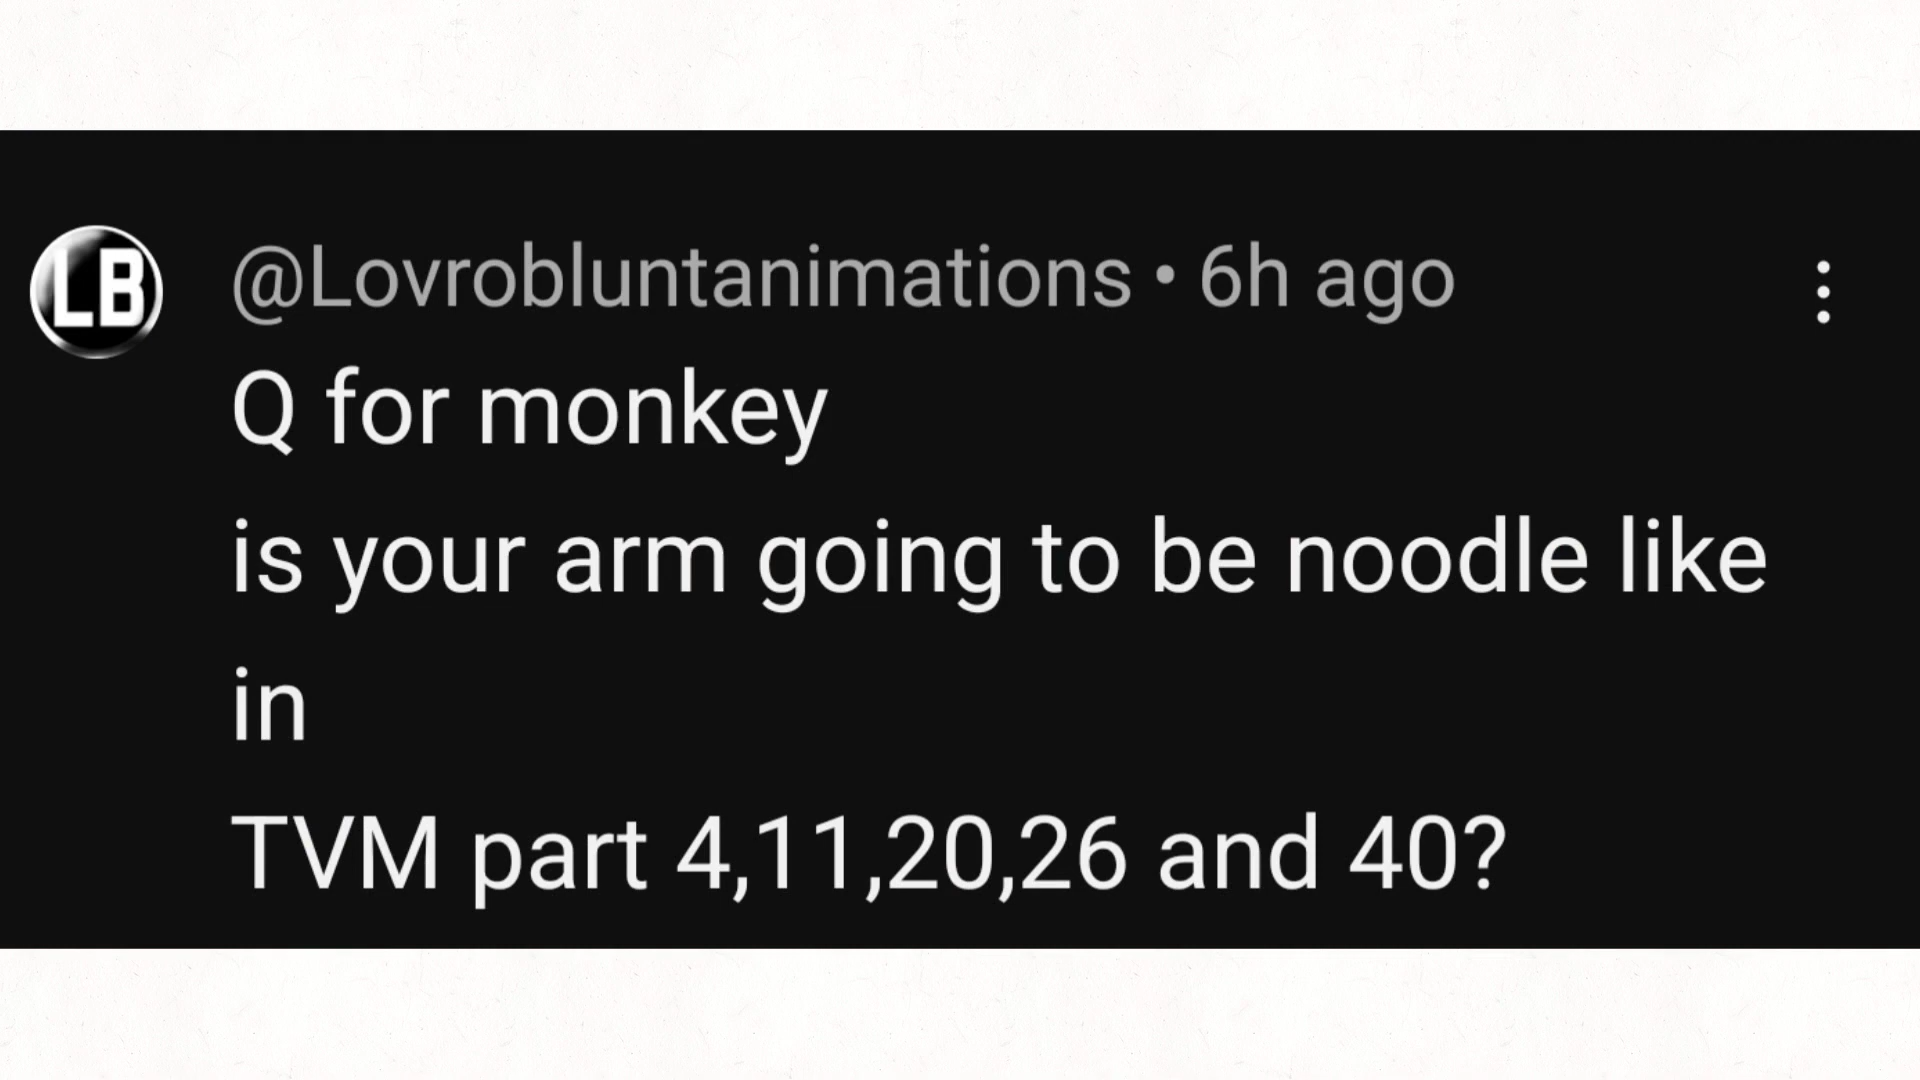 LB
@Lovrobluntanimations • 6h ago
Q for monkey
is your arm going to be noodle like
in
TVM part 4,11,20,26 and 40?